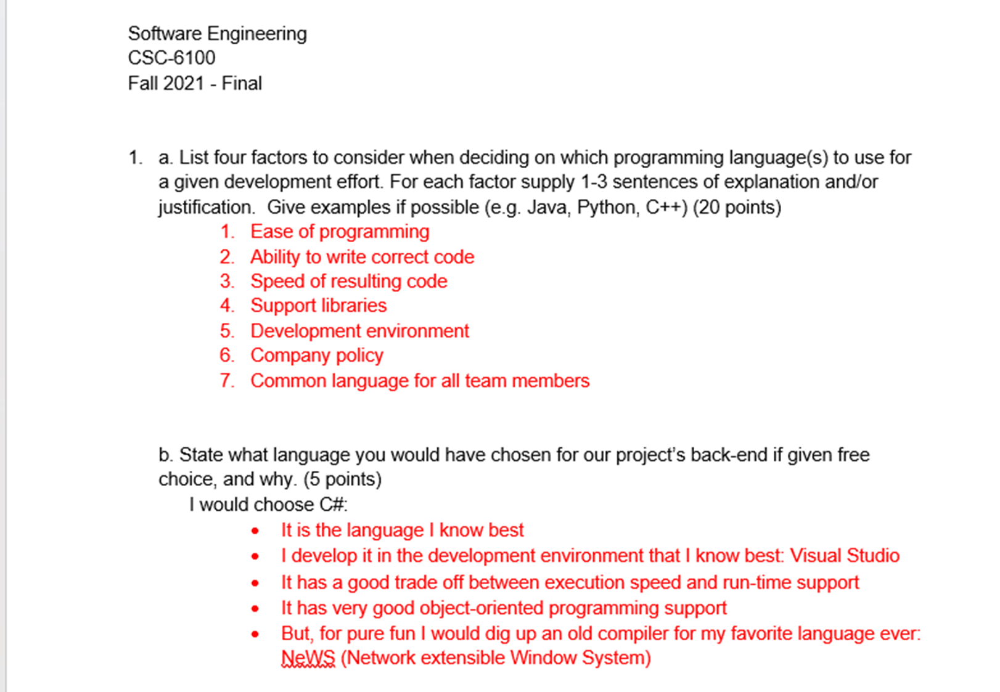 Software Engineering
CSC-6100
Fall 2021 - Final
1. a. List four factors to consider when deciding on which programming language(s) to use for
a given development effort. For each factor supply 1-3 sentences of explanation and/or
justification.  Give examples if possible (e.g. Java, Python, C++) (20 points)
1. Ease of programming
2. Ability to write correct code
3. Speed of resulting code
4. Support libraries
5. Development environment
6. Company policy
7. Common language for all team members
b. State what language you would have chosen for our project's back-end if given free
choice, and why. (5 points)
I would choose C#:
• It is the language I know best
• I develop it in the development environment that I know best: Visual Studio
• It has a good trade off between execution speed and run-time support
• It has very good object-oriented programming support
• But, for pure fun I would dig up an old compiler for my favorite language ever:
NeWS (Network extensible Window System)